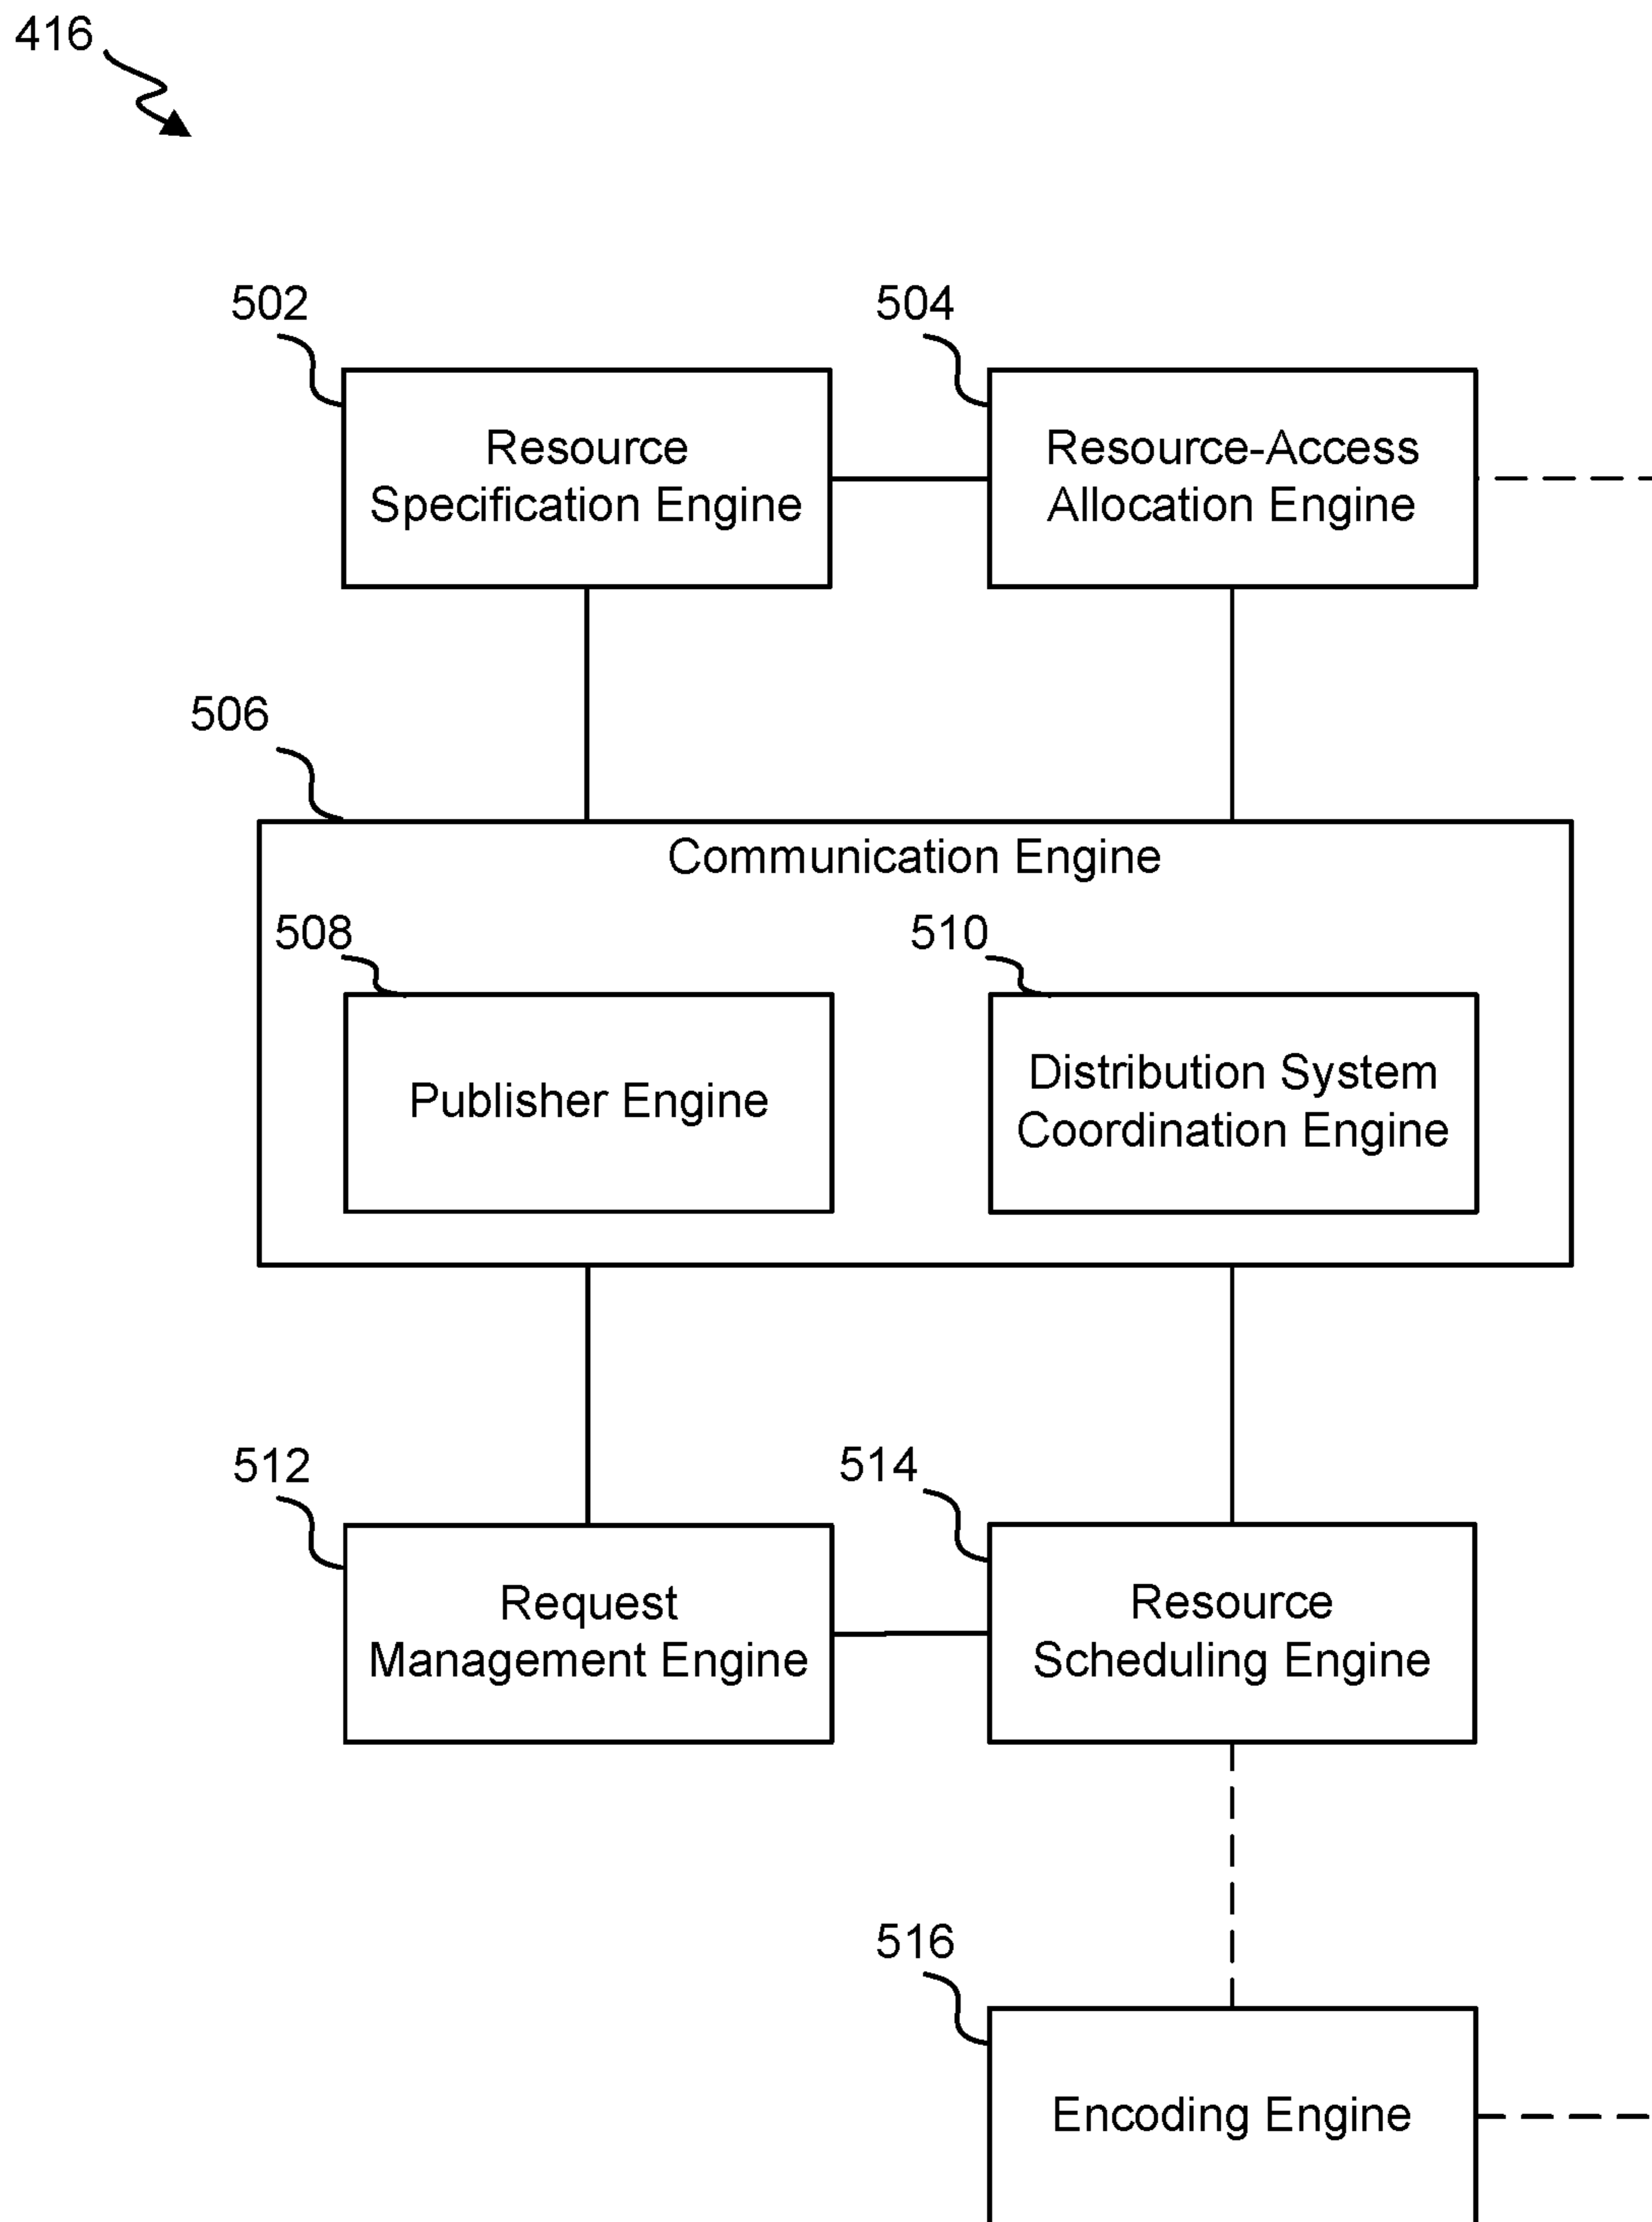 416
502
504
Resource
Specification Engine
Resource-Access
Allocation Engine
506
Communication Engine
508
510
Publisher Engine
Distribution System
Coordination Engine
512
514
Request
Management Engine
Resource
Scheduling Engine
516
Encoding Engine